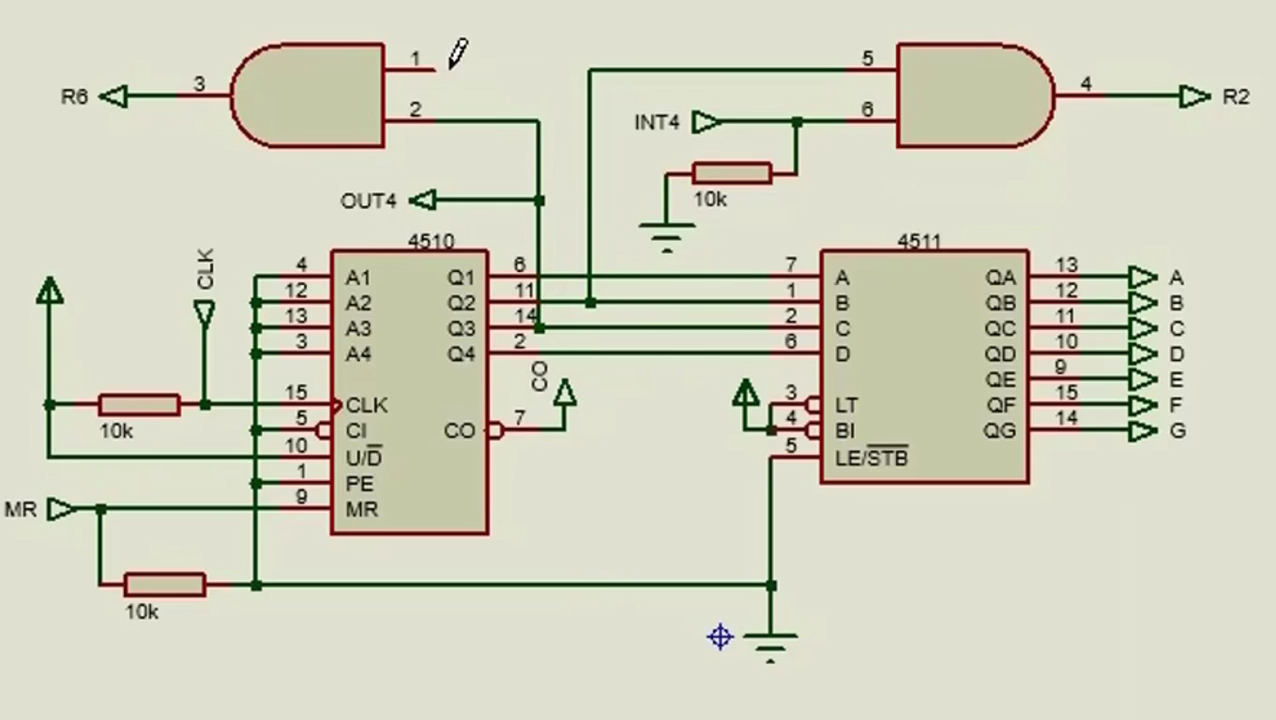 1 5
R6 3 4 R2
2 INT4 6
10k
OUT4
4510 4511
CLK
4 A1 Q1 6 7 A QA 13 A
12 A2 Q2 11 1 B QB 12 B
13 A3 Q3 14 2 C QC 11 C
3 A4 Q4 2 6 D QD 10 D
CO QE 9 E
15 CLK 3 LT QF 15 F
10k 5 CI CO 7 4 BI QG 14 G
10 U/D 5 LE/STB
1 PE
MR 9 MR
10k